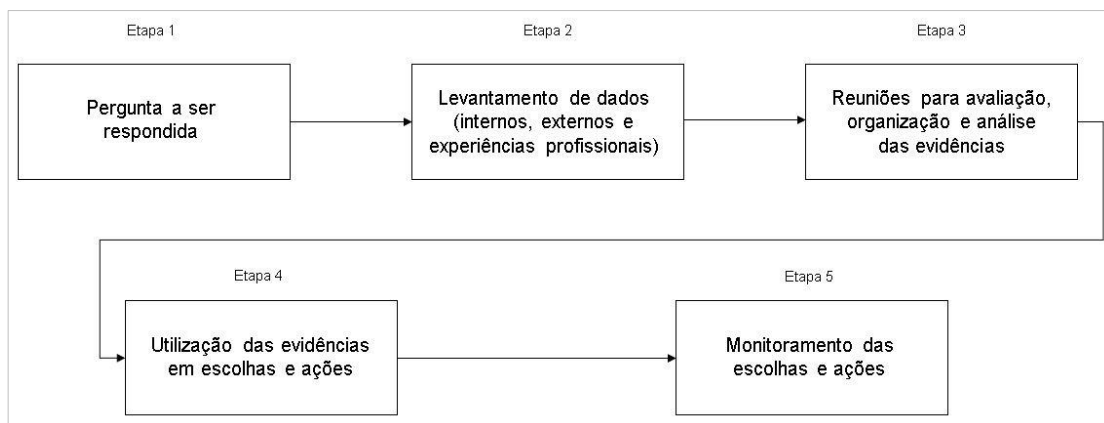 Etapa 1
Etapa 2
Etapa 3
Pergunta a ser
respondida
Levantamento de dados
(internos, externos e
experiências profissionais)
Reuniões para avaliação,
organização e análise
das evidências
Etapa 4
Etapa 5
Utilização das evidências
em escolhas e ações
Monitoramento das
escolhas e ações